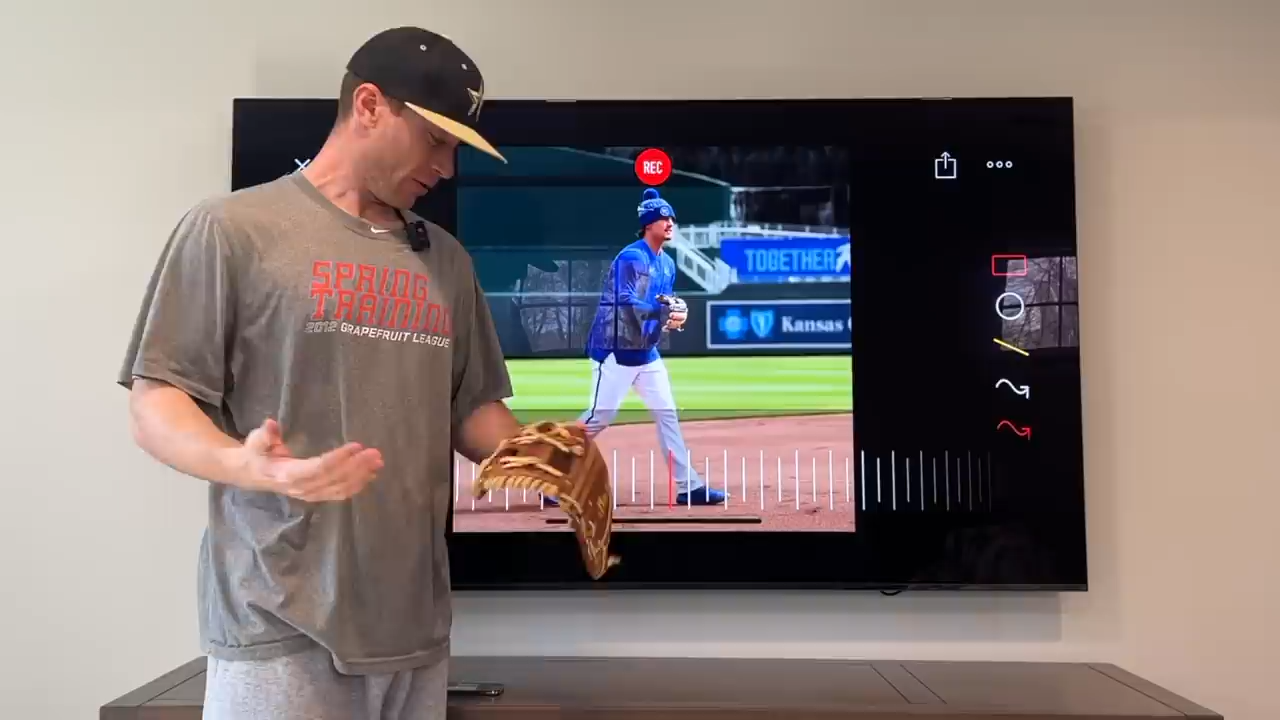 REC
TOGETHER
SPRING
TRAINING
2012 GRAPEFRUIT LEAGUE
Kansas